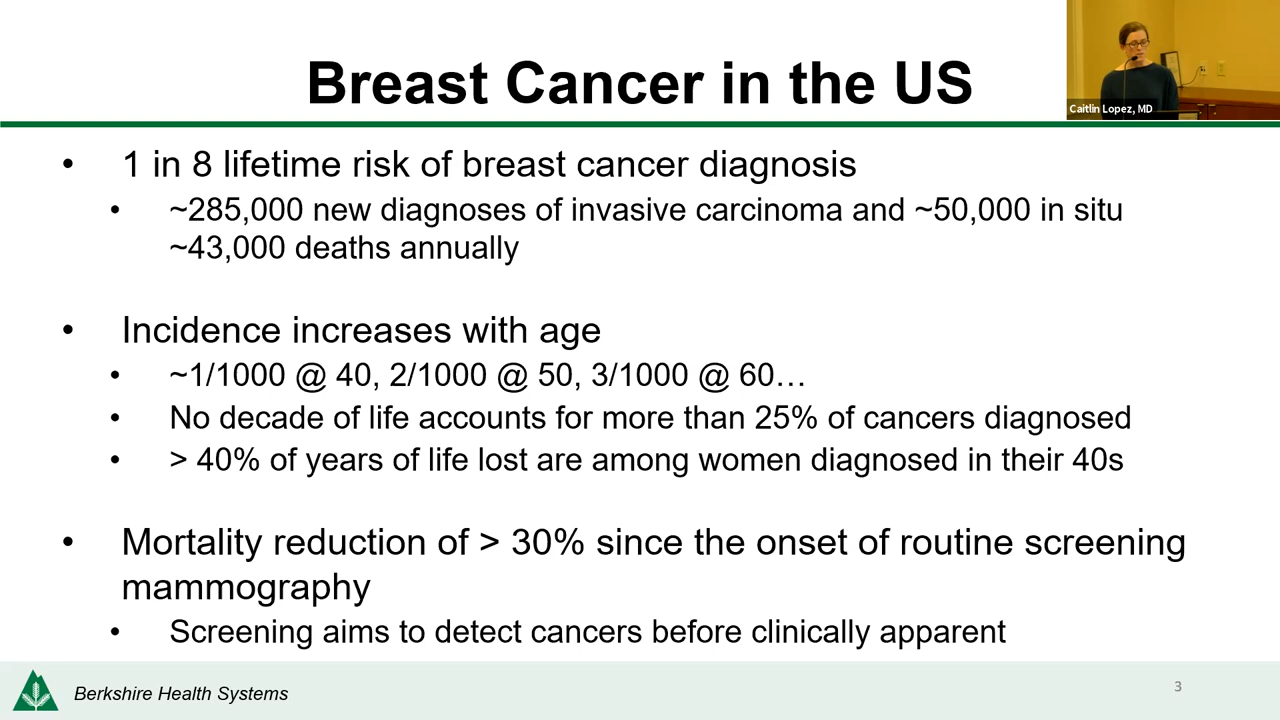 Breast Cancer in the US
Caitlin Lopez, MD
• 1 in 8 lifetime risk of breast cancer diagnosis
• ~285,000 new diagnoses of invasive carcinoma and ~50,000 in situ
~43,000 deaths annually
• Incidence increases with age
• ~1/1000 @ 40, 2/1000 @ 50, 3/1000 @ 60…
• No decade of life accounts for more than 25% of cancers diagnosed
• > 40% of years of life lost are among women diagnosed in their 40s
• Mortality reduction of > 30% since the onset of routine screening
mammography
• Screening aims to detect cancers before clinically apparent
Berkshire Health Systems
3